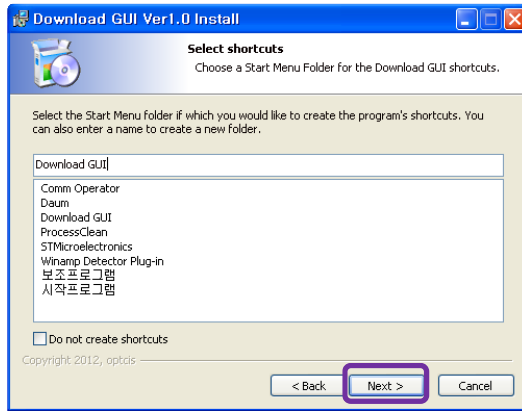 Download GUI Ver1.0 Install
Select shortcuts
Choose a Start Menu Folder for the Download GUI shortcuts.
Select the Start Menu folder if which you would like to create the program's shortcuts. You
can also enter a name to create a new folder.
Download GUI
Comm Operator
Daum
Download GUI
ProcessClean
STMicroelectronics
Winamp Detector Plug-in
보조프로그램
시작프로그램
Do not create shortcuts
Copyright 2012, optcis
< Back
Next >
Cancel